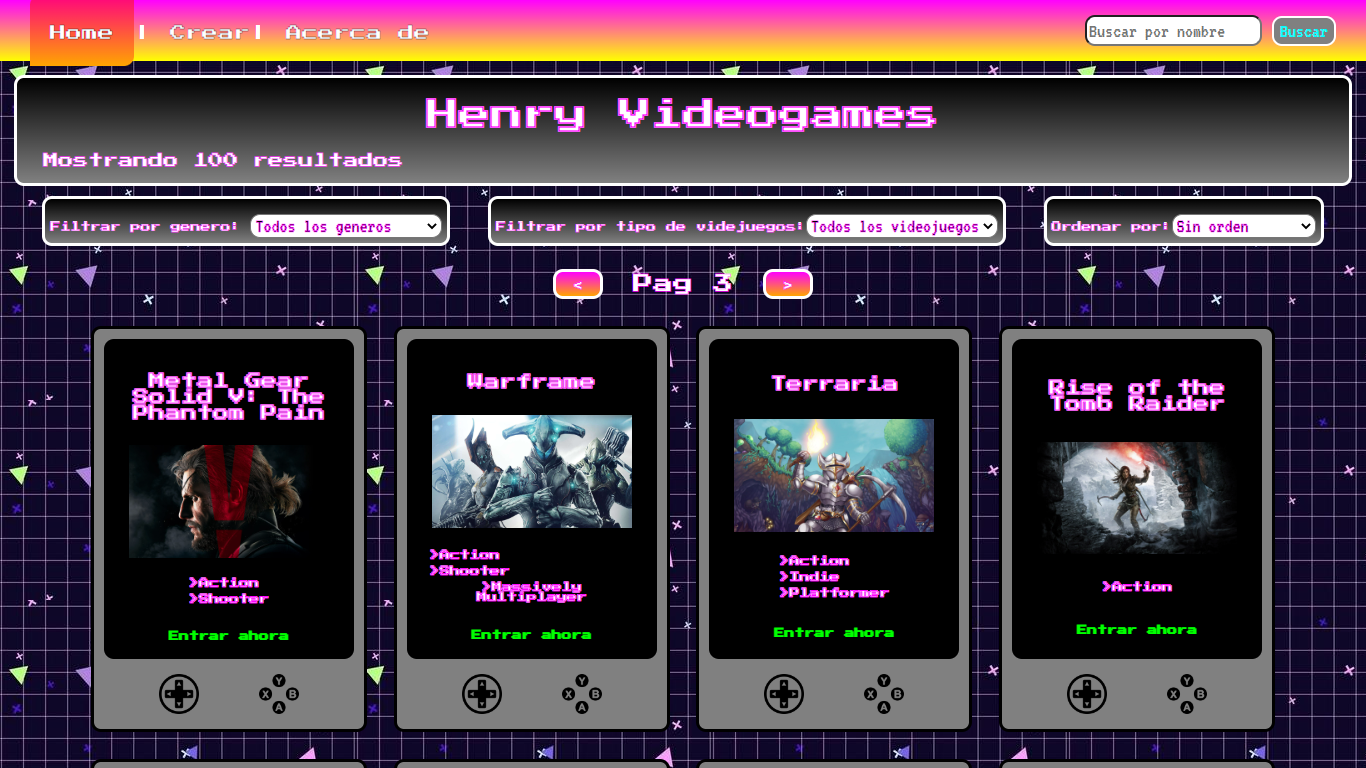 Home | Crear| Acerca de
Buscar por nombre
Buscar
Henry Videogames
Mostrando 100 resultados
Filtrar por genero: Todos los generos
Filtrar por tipo de videjuegos: Todos los videojuegos
Ordenar por: Sin orden
< Pag 3 >
Metal Gear
Solid V: The
Phantom Pain
>Action
>Shooter
Entrar ahora
Y
X B
A
Warframe
>Action
>Shooter
>Massively
Multiplayer
Entrar ahora
Y
X B
A
Terraria
>Action
>Indie
>Platformer
Entrar ahora
Y
X B
A
Rise of the
Tomb Raider
>Action
Entrar ahora
Y
X B
A